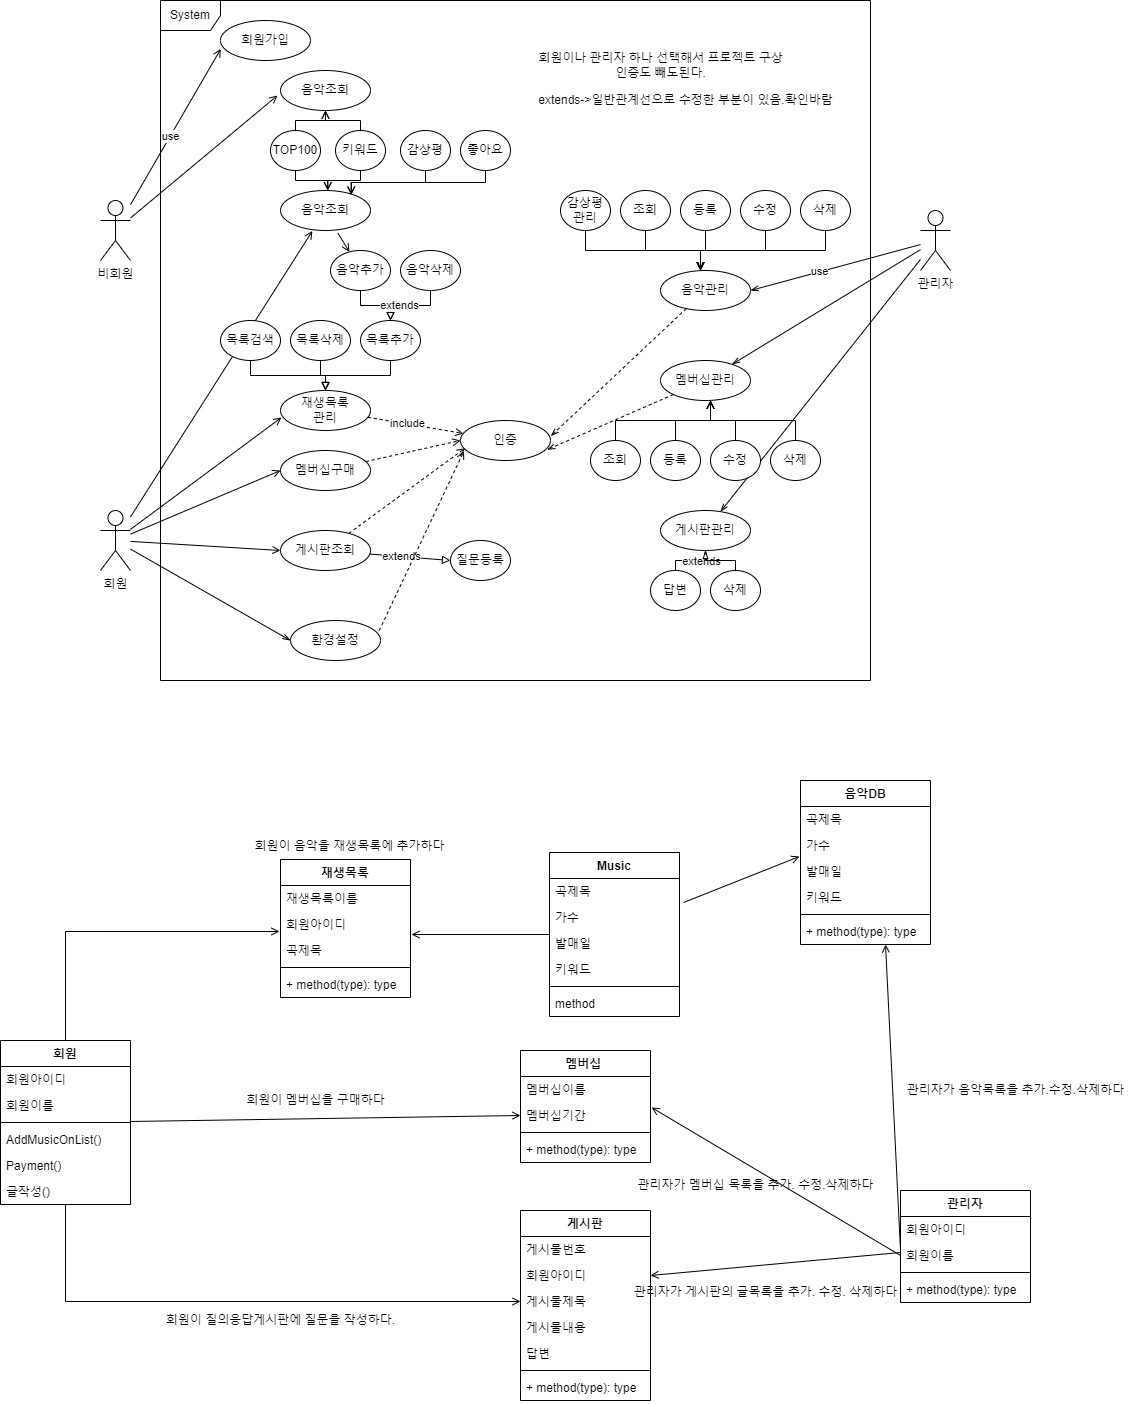 System
회원가입
회원이나 관리자 하나 선택해서 프로젝트 구상
인증도 빼도된다.
extends->일반관계선으로 수정한 부분이 있음.확인바람
음악조회
use
TOP100
키워드
감상평
좋아요
비회원
음악조회
감상평
관리
조회
등록
수정
삭제
관리자
음악추가
음악삭제
use
음악관리
extends
목록검색
목록삭제
목록추가
멤버십관리
재생목록
관리
include
인증
조회
등록
수정
삭제
멤버십구매
회원
게시판조회
extends
질문등록
게시판관리
extends
답변
삭제
환경설정
음악DB
곡제목
가수
발매일
키워드
+ method(type): type
회원이 음악을 재생목록에 추가하다
재생목록
재생목록이름
회원아이디
곡제목
+ method(type): type
Music
곡제목
가수
발매일
키워드
method
회원
회원아이디
회원이름
AddMusicOnList()
Payment()
글작성()
회원이 멤버십을 구매하다
멤버십
멤버십이름
멤버십기간
+ method(type): type
관리자가 음악목록을 추가.수정.삭제하다
관리자가 멤버십 목록을 추가. 수정.삭제하다
관리자
회원아이디
회원이름
+ method(type): type
게시판
게시물번호
회원아이디
게시물제목
게시물내용
답변
+ method(type): type
관리자가 게시판의 글목록을 추가. 수정. 삭제하다
회원이 질의응답게시판에 질문을 작성하다.